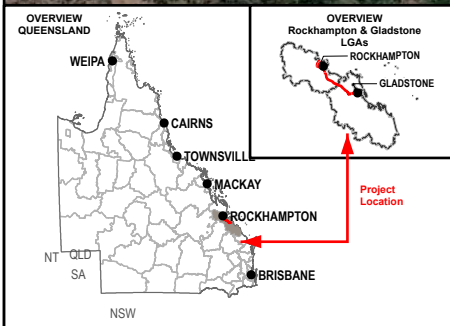 OVERVIEW
QUEENSLAND
WEIPA
CAIRNS
TOWNSVILLE
MACKAY
ROCKHAMPTON
BRISBANE
NT
QLD
SA
NSW
OVERVIEW
Rockhampton & Gladstone
LGAs
ROCKHAMPTON
GLADSTONE
Project
Location